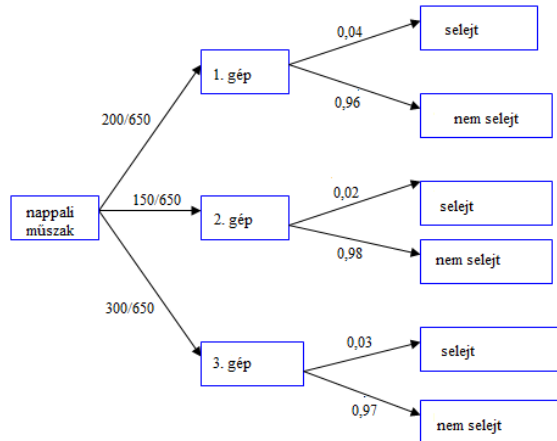 0,04
selejt
1. gép
200/650
0,96
nem selejt
150/650
0,02
selejt
nappali
műszak
2. gép
0,98
nem selejt
300/650
0,03
selejt
3. gép
0,97
nem selejt